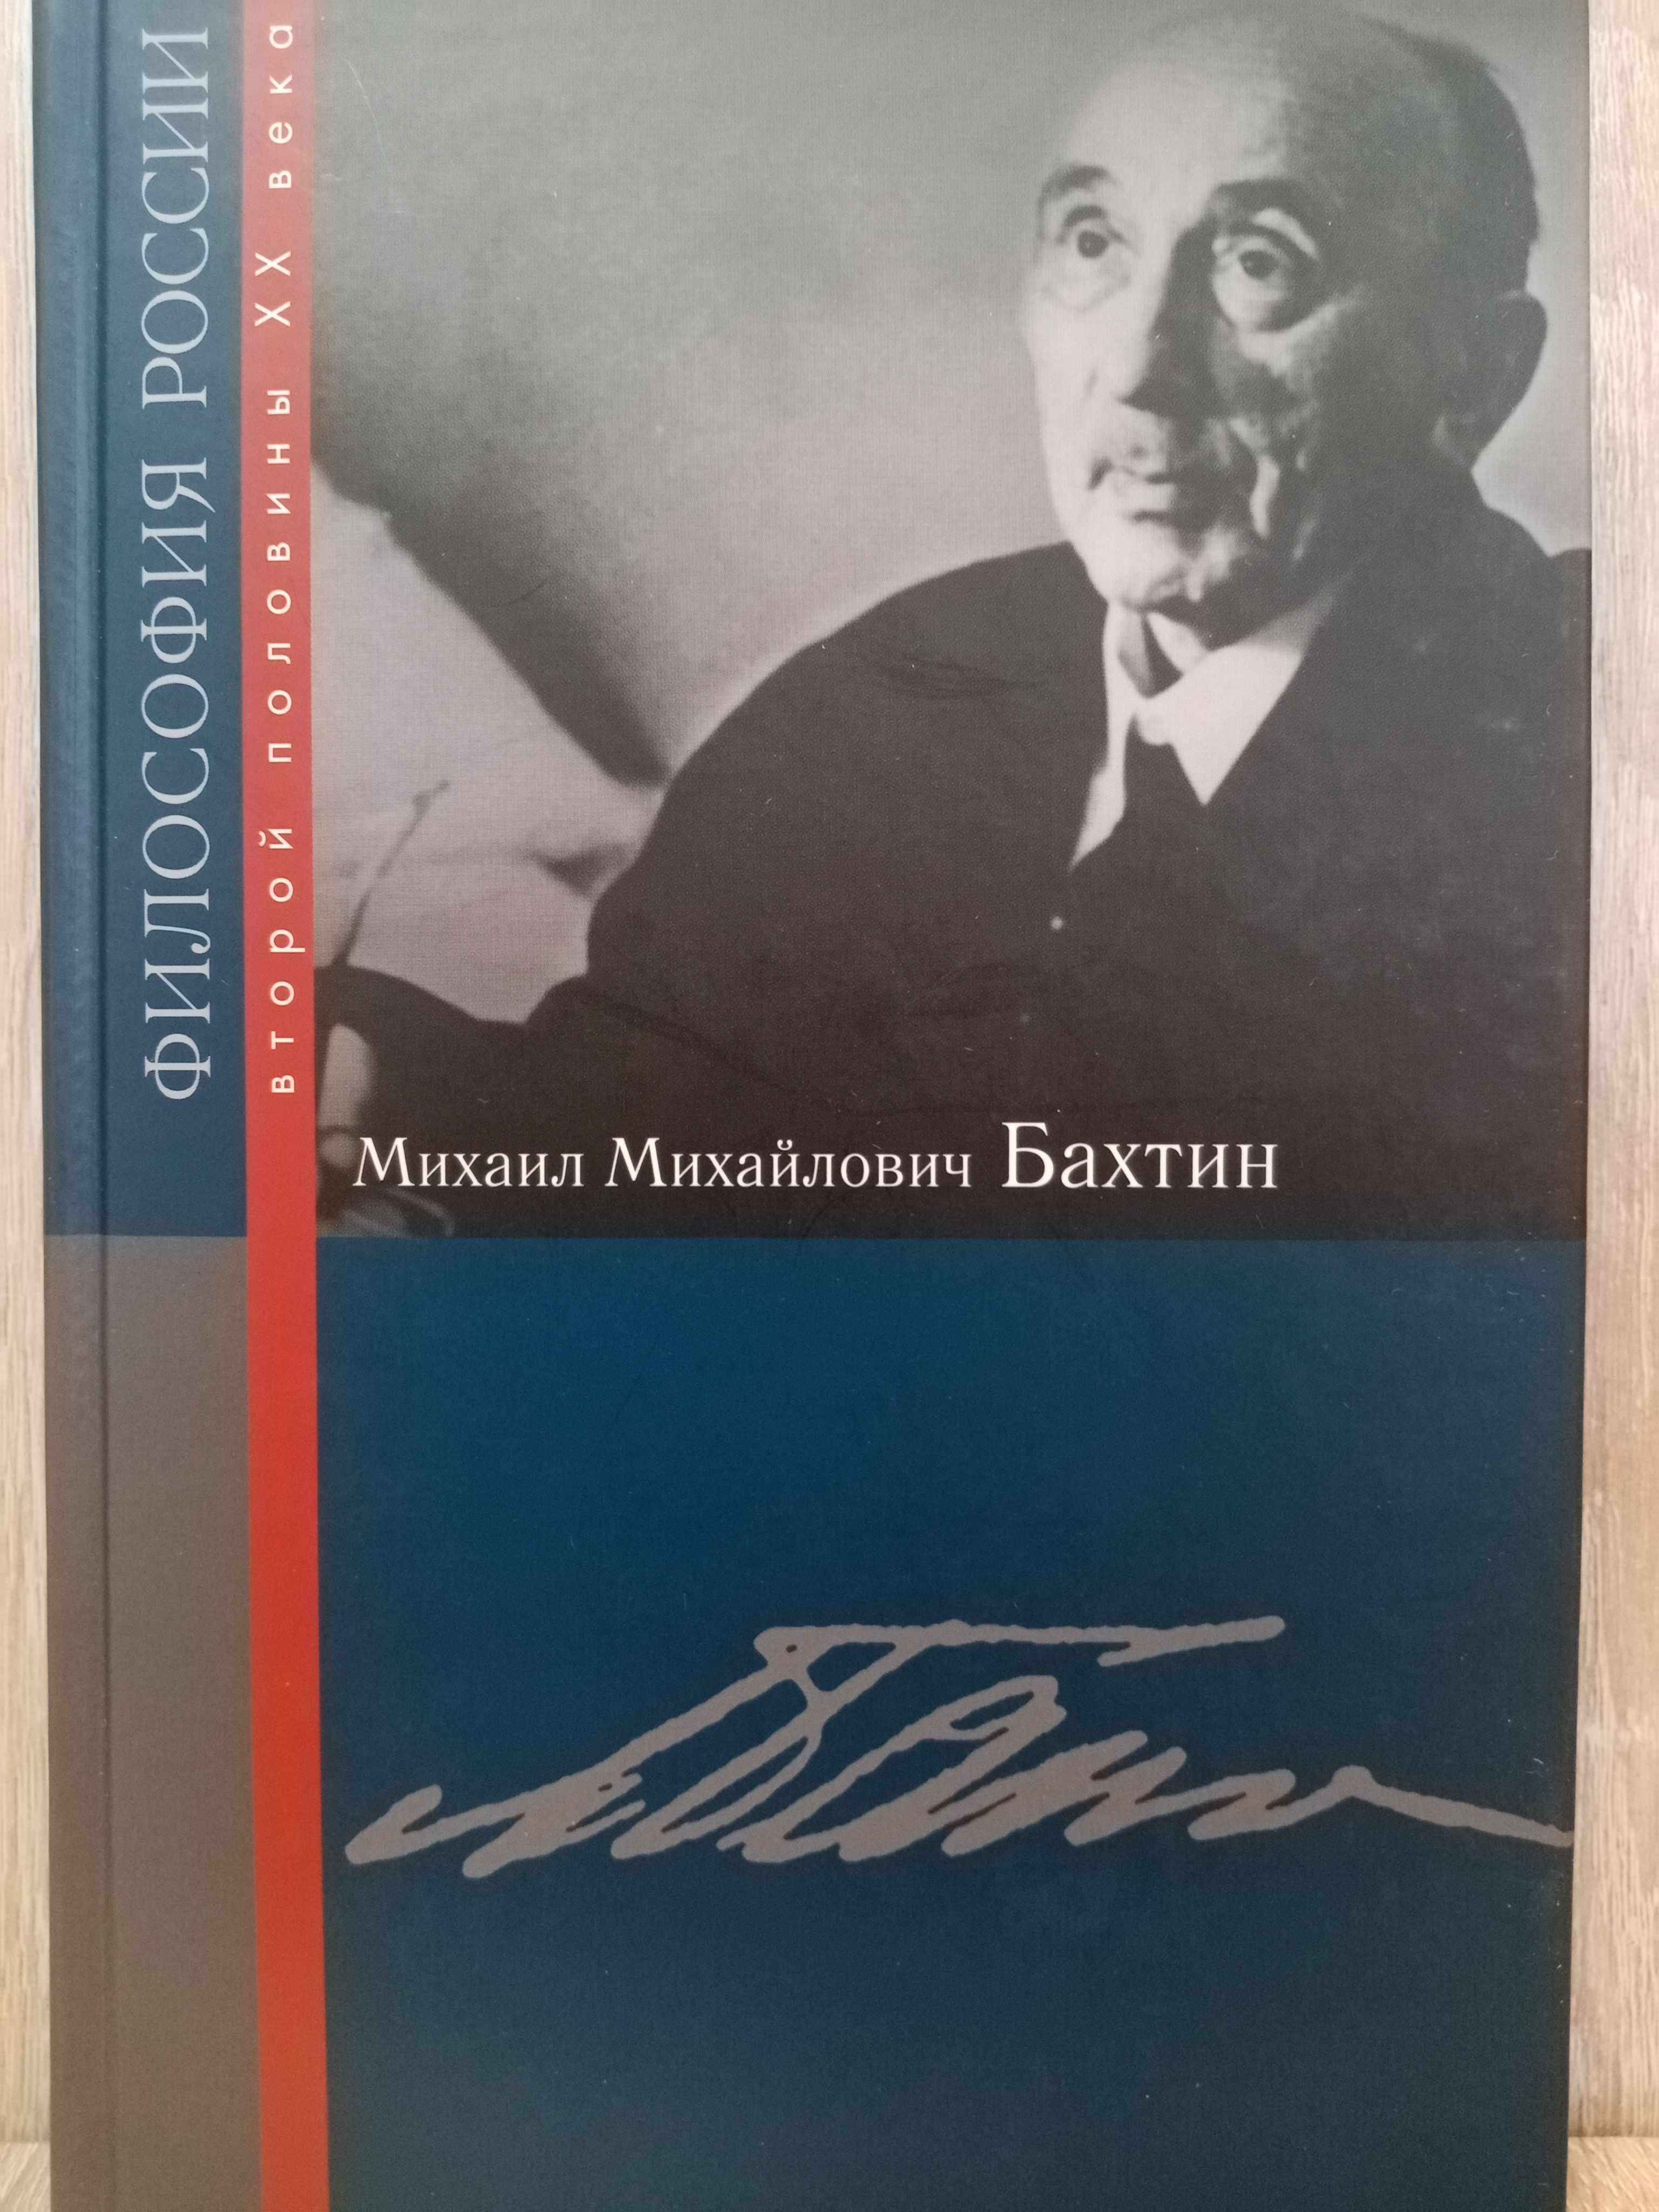 ФИЛОСОФИЯ РОССИИ
второй половины XX века
Михаил Михайлович Бахтин